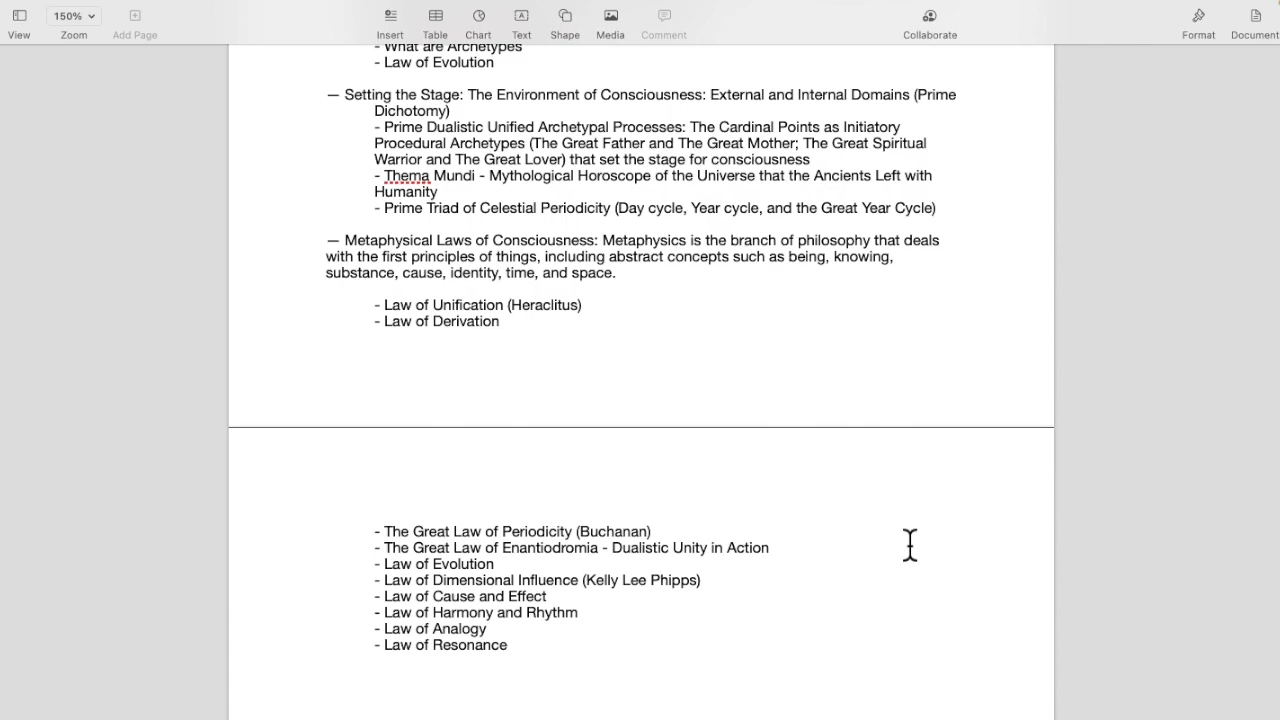 150%
View
Zoom
Add Page
Insert
Table
Chart
Text
Shape
Media
Comment
Collaborate
Format
Document
- What are Archetypes
- Law of Evolution
— Setting the Stage: The Environment of Consciousness: External and Internal Domains (Prime
Dichotomy)
- Prime Dualistic Unified Archetypal Processes: The Cardinal Points as Initiatory
Procedural Archetypes (The Great Father and The Great Mother; The Great Spiritual
Warrior and The Great Lover) that set the stage for consciousness
- Thema Mundi - Mythological Horoscope of the Universe that the Ancients Left with
Humanity
- Prime Triad of Celestial Periodicity (Day cycle, Year cycle, and the Great Year Cycle)
— Metaphysical Laws of Consciousness: Metaphysics is the branch of philosophy that deals
with the first principles of things, including abstract concepts such as being, knowing,
substance, cause, identity, time, and space.
- Law of Unification (Heraclitus)
- Law of Derivation
- The Great Law of Periodicity (Buchanan)
- The Great Law of Enantiodromia - Dualistic Unity in Action
- Law of Evolution
- Law of Dimensional Influence (Kelly Lee Phipps)
- Law of Cause and Effect
- Law of Harmony and Rhythm
- Law of Analogy
- Law of Resonance